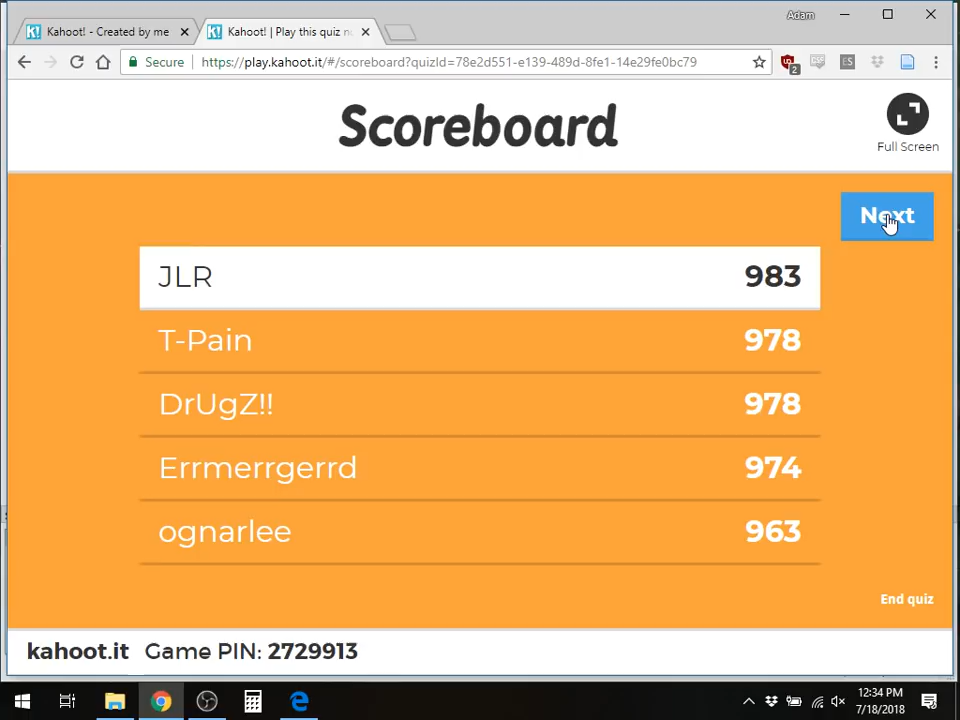 Adam
K! Kahoot! - Created by me
K! Kahoot! | Play this quiz n
Secure https://play.kahoot.it/#/scoreboard?quizId=78e2d551-e139-489d-8fe1-14e29fe0bc79
2
ES
Scoreboard
Full Screen
Next
JLR 983
T-Pain 978
DrUgZ!! 978
Errmerrgerrd 974
ognarlee 963
End quiz
kahoot.it Game PIN: 2729913
12:34 PM
7/18/2018